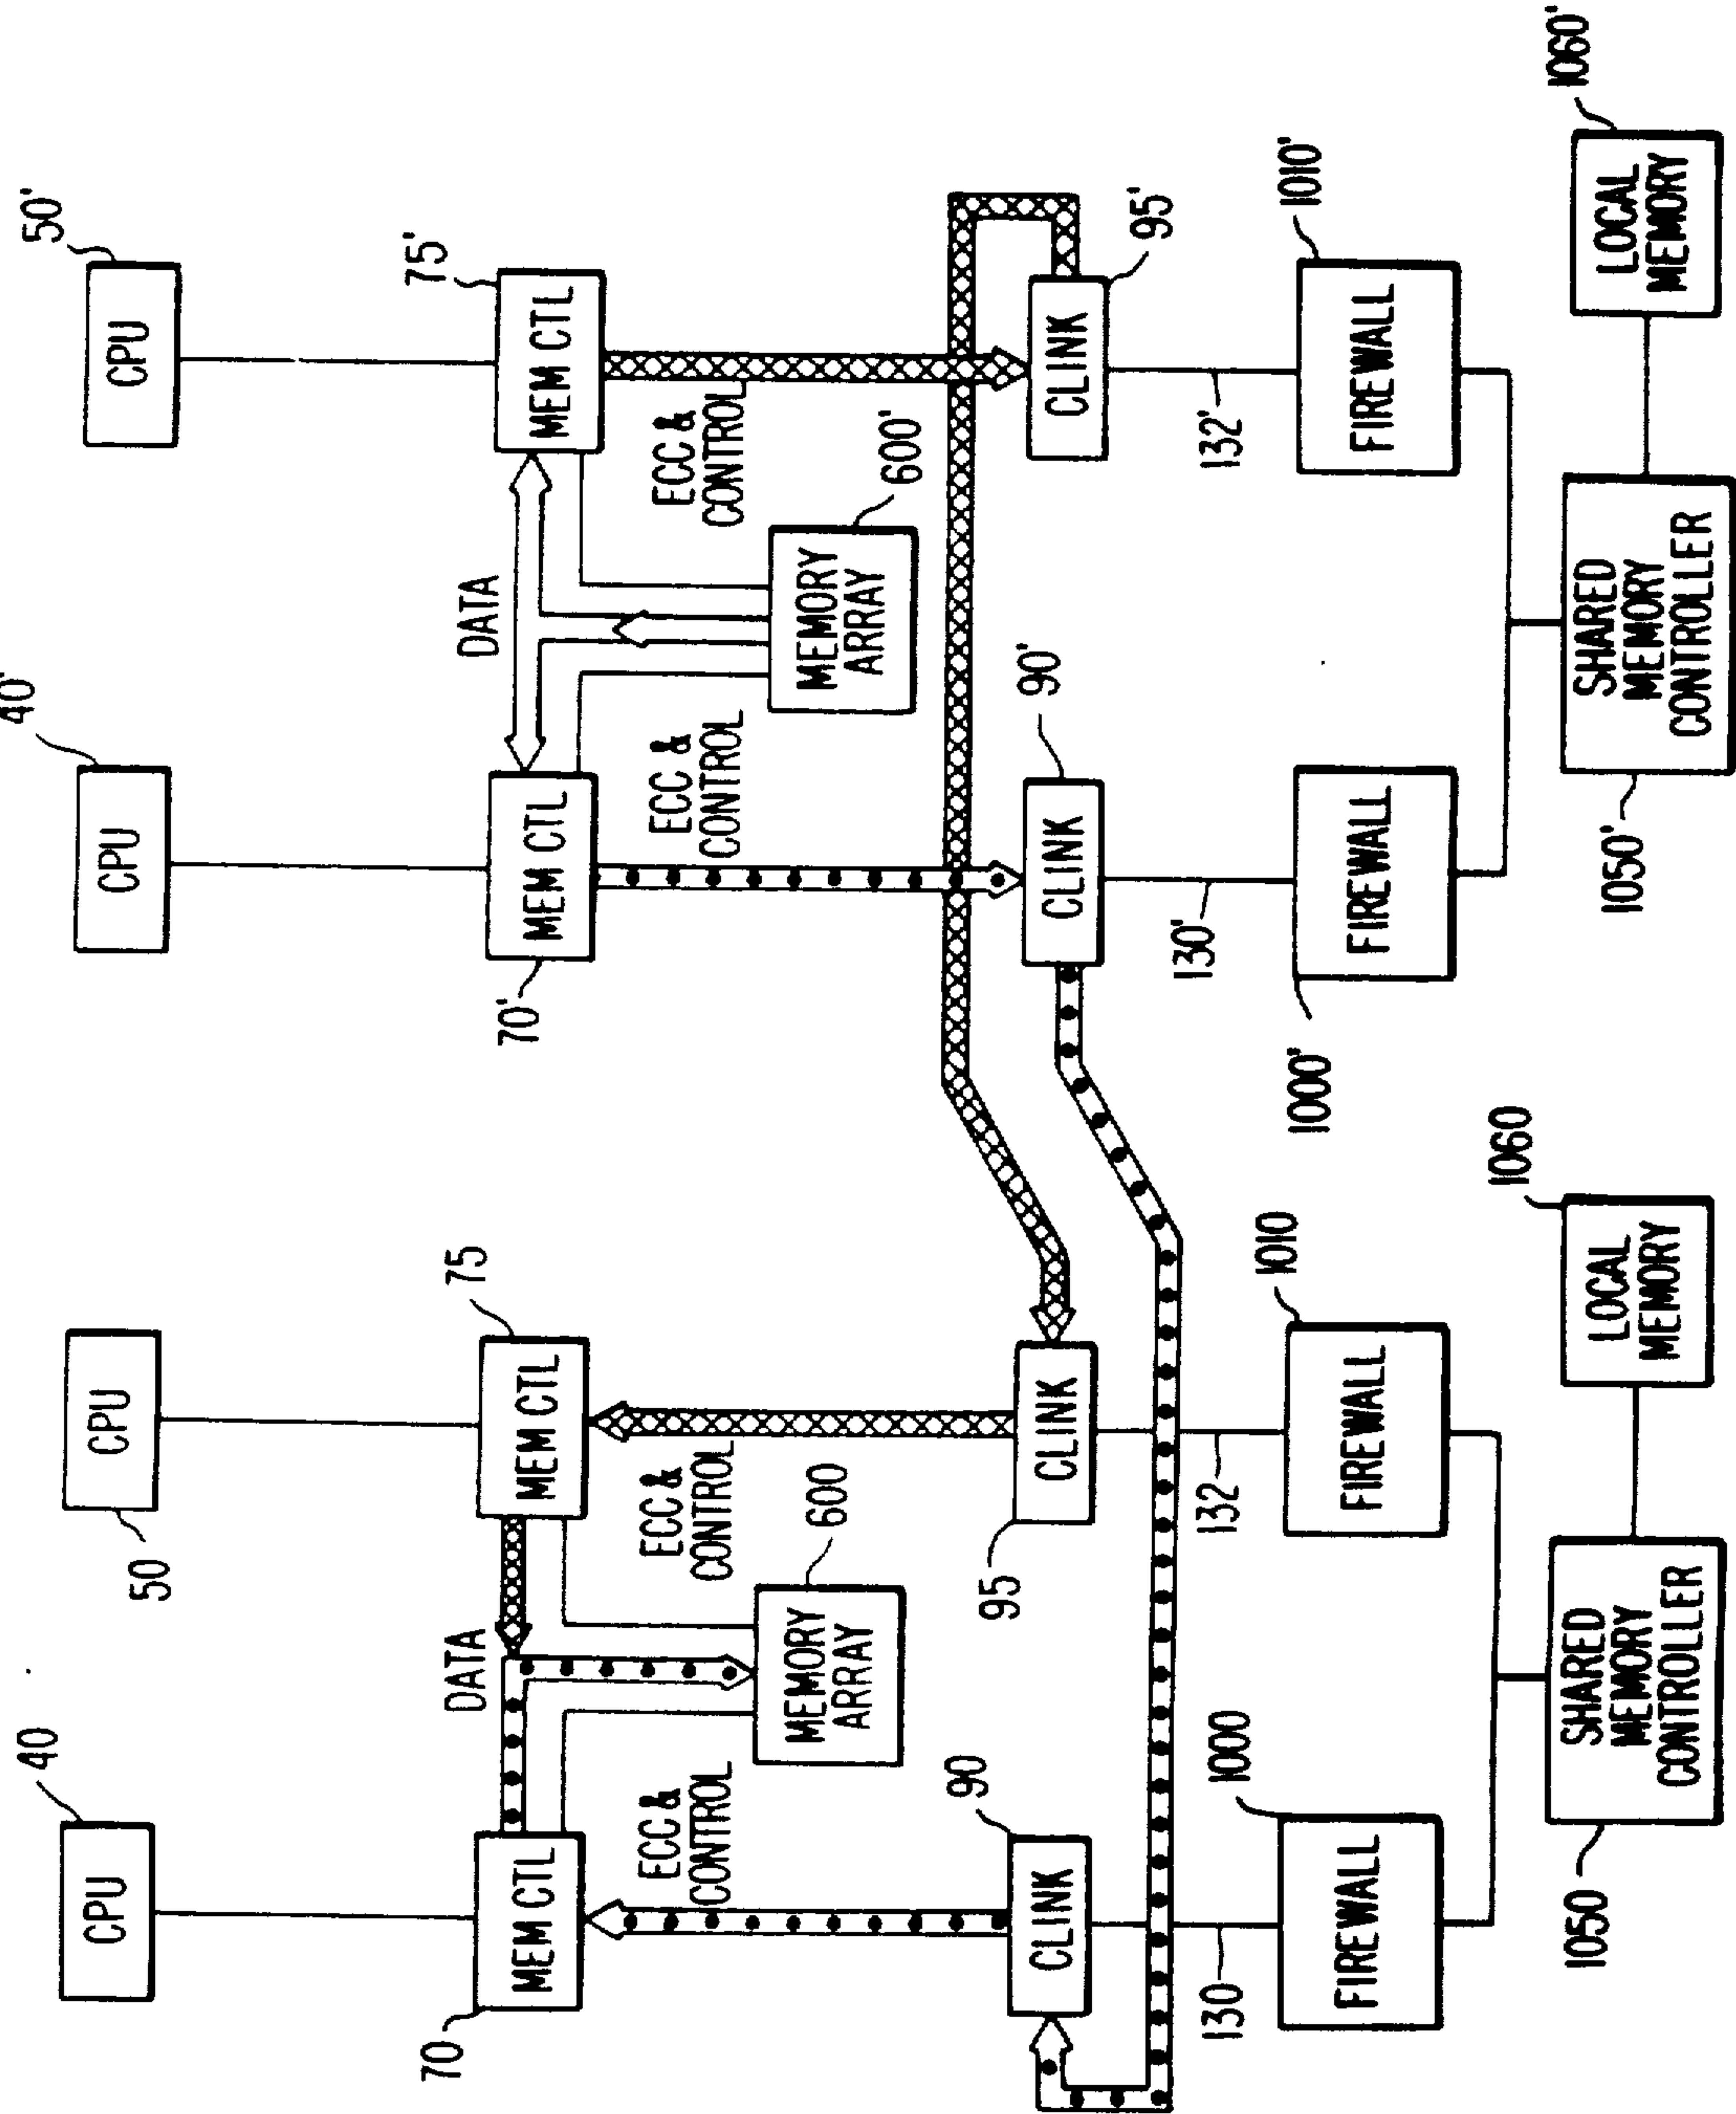 40
CPU
CPU
50
40'
CPU
CPU
50'
70
MEM CTL
DATA
MEM CTL
75
70'
MEM CTL
DATA
MEM CTL
75'
ECC &
CONTROL
ECC &
CONTROL
600
MEMORY
ARRAY
ECC &
CONTROL
ECC &
CONTROL
600'
MEMORY
ARRAY
90
CLINK
95
CLINK
90'
CLINK
95'
CLINK
130
132
130'
132'
1000
FIREWALL
1010
FIREWALL
1000'
FIREWALL
1010'
FIREWALL
1050
SHARED
MEMORY
CONTROLLER
1060
LOCAL
MEMORY
1050'
SHARED
MEMORY
CONTROLLER
1060'
LOCAL
MEMORY